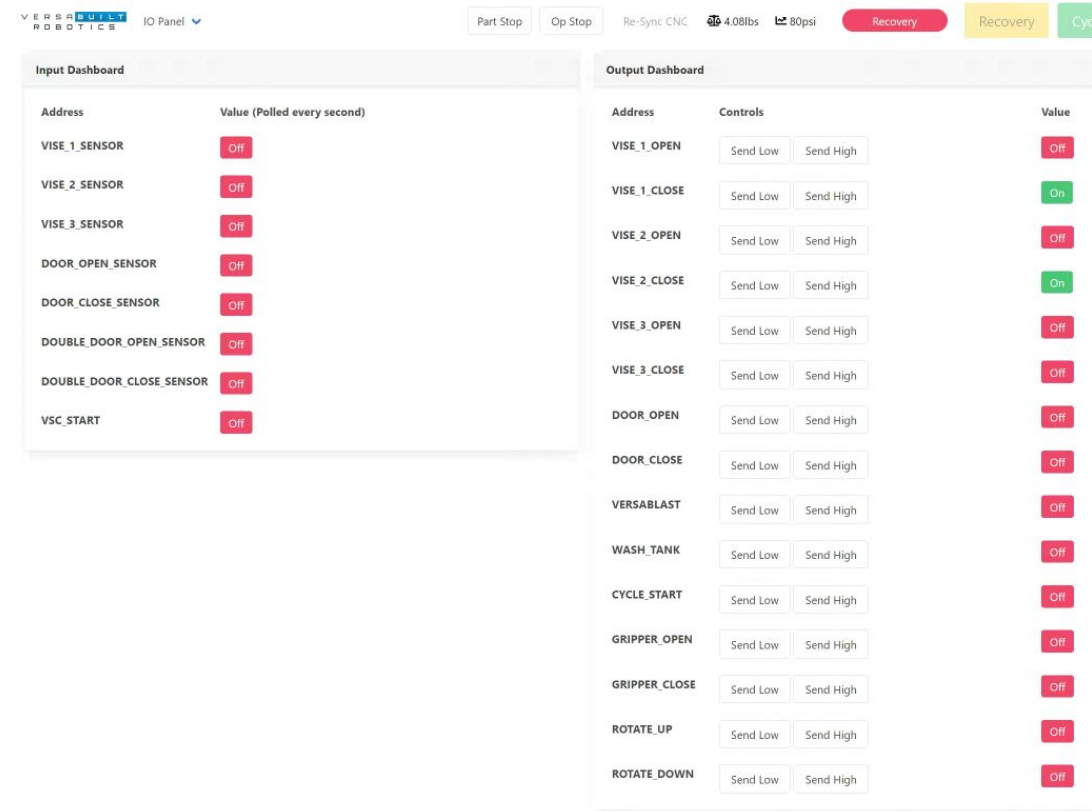 VERSABUILT
ROBOTICS
IO Panel
Part Stop
Op Stop
Re-Sync CNC
4.08lbs
80psi
Recovery
Recovery
Input Dashboard
Address Value (Polled every second)
VISE_1_SENSOR Off
VISE_2_SENSOR Off
VISE_3_SENSOR Off
DOOR_OPEN_SENSOR Off
DOOR_CLOSE_SENSOR Off
DOUBLE_DOOR_OPEN_SENSOR Off
DOUBLE_DOOR_CLOSE_SENSOR Off
VSC_START Off
Output Dashboard
Address Controls Value
VISE_1_OPEN Send Low Send High Off
VISE_1_CLOSE Send Low Send High On
VISE_2_OPEN Send Low Send High Off
VISE_2_CLOSE Send Low Send High On
VISE_3_OPEN Send Low Send High Off
VISE_3_CLOSE Send Low Send High Off
DOOR_OPEN Send Low Send High Off
DOOR_CLOSE Send Low Send High Off
VERSABLAST Send Low Send High Off
WASH_TANK Send Low Send High Off
CYCLE_START Send Low Send High Off
GRIPPER_OPEN Send Low Send High Off
GRIPPER_CLOSE Send Low Send High Off
ROTATE_UP Send Low Send High Off
ROTATE_DOWN Send Low Send High Off